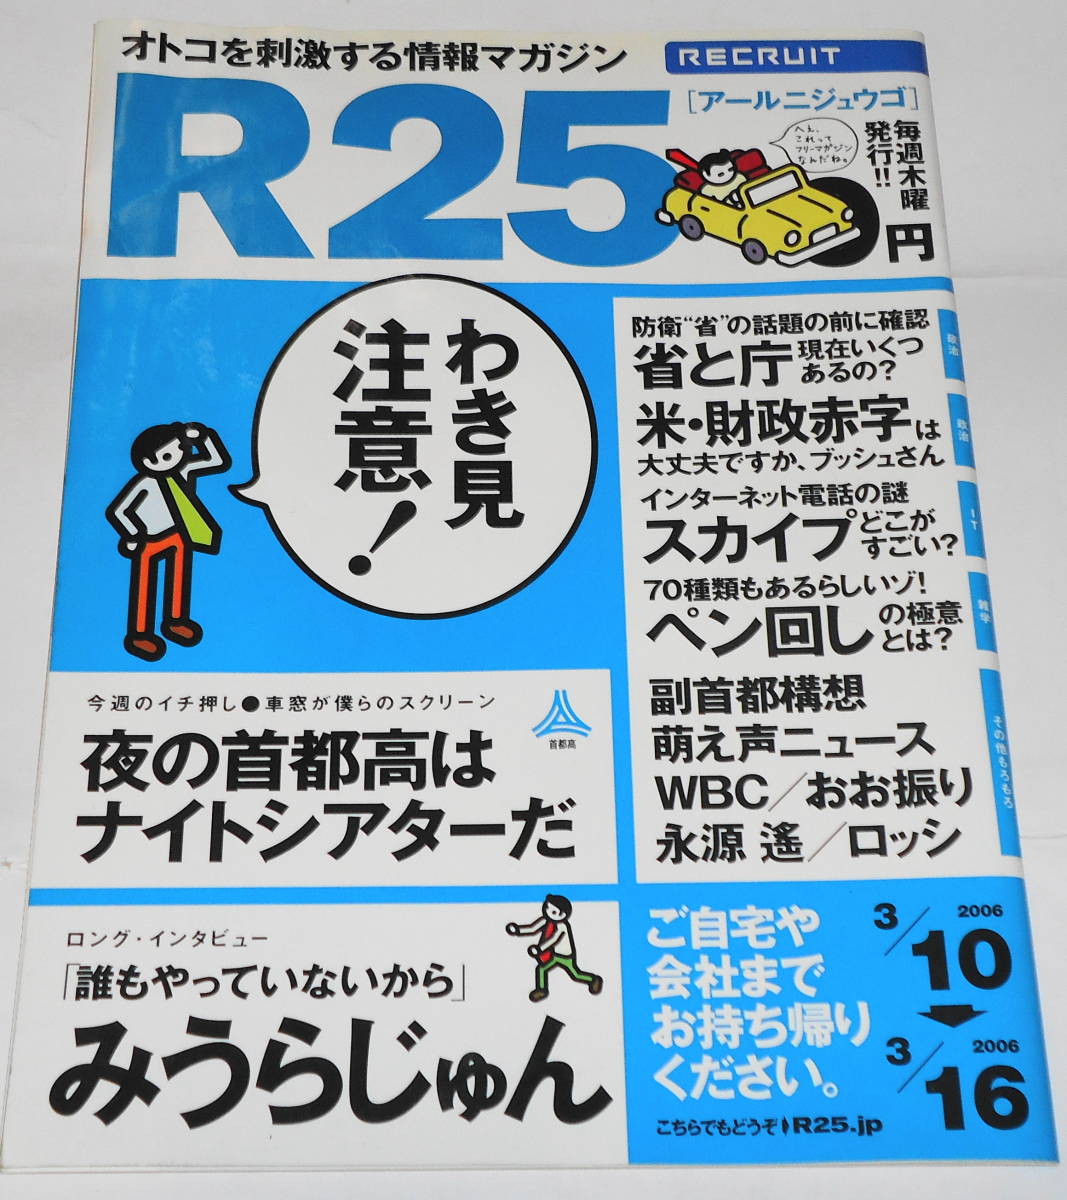 オトコを刺激する情報マガジン
RECRUIT
R25
[アールニジュウゴ]
毎週木曜
発行!!
へぇ、
これって
フリーマガジン
なんだね。
0円
わき見
注意!
防衛“省”の話題の前に確認
省と庁 現在いくつ
あるの?
政治
米・財政赤字は
大丈夫ですか、ブッシュさん
政治
インターネット電話の謎
スカイプ どこが
すごい?
IT
70種類もあるらしいゾ!
ペン回し の極意
とは?
雑学
副首都構想
萌え声ニュース
WBC/おお振り
永源 遙/ロッシ
その他もろもろ
今週のイチ押し●車窓が僕らのスクリーン
夜の首都高は
ナイトシアターだ
首都高
ロング・インタビュー
「誰もやっていないから」
みうらじゅん
ご自宅や
会社まで
お持ち帰り
ください。
こちらでもどうぞ R25.jp
2006
3/10
2006
3/16